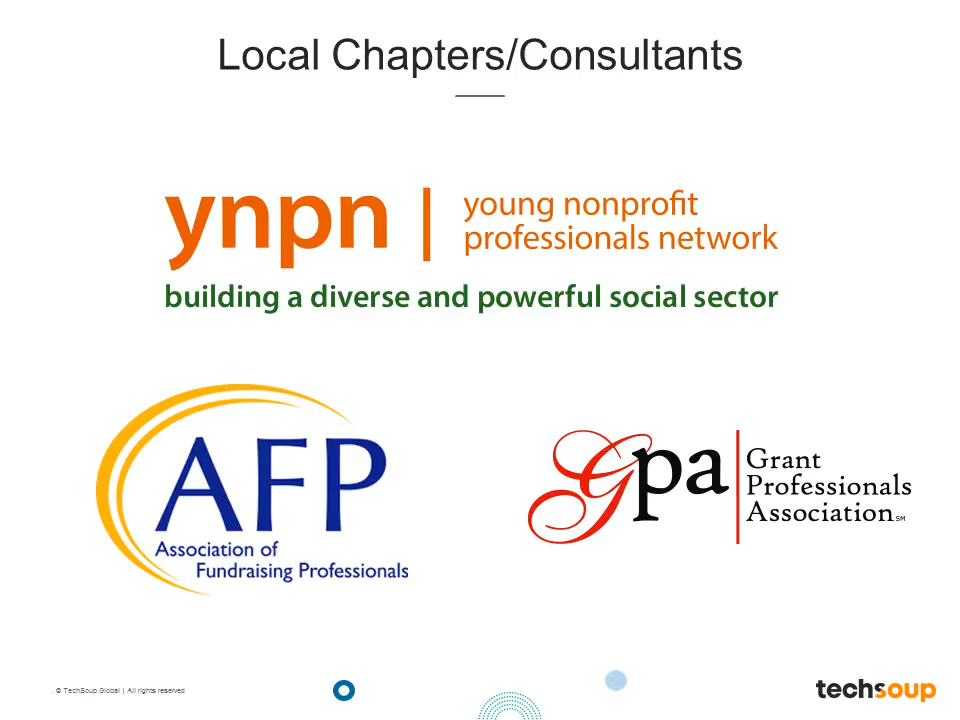 Local Chapters/Consultants
ynpn | young nonprofit
professionals network
building a diverse and powerful social sector
AFP
Association of
Fundraising Professionals
gpa
Grant
Professionals
Association℠
. © TechSoup Global | All rights reserved.
techsoup